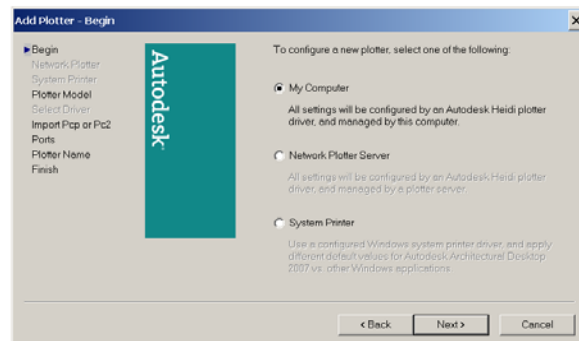 Add Plotter - Begin
Begin
Network Plotter
System Printer
Plotter Model
Select Driver
Import Pcp or Pc2
Ports
Plotter Name
Finish
Autodesk
To configure a new plotter, select one of the following:
My Computer
All settings will be configured by an Autodesk Heidi plotter
driver, and managed by this computer.
Network Plotter Server
All settings will be configured by an Autodesk Heidi plotter
driver, and managed by a plotter server.
System Printer
Use a configured Windows system printer driver, and apply
different default values for Autodesk Architectural Desktop
2007 vs. other Windows applications.
< Back
Next >
Cancel